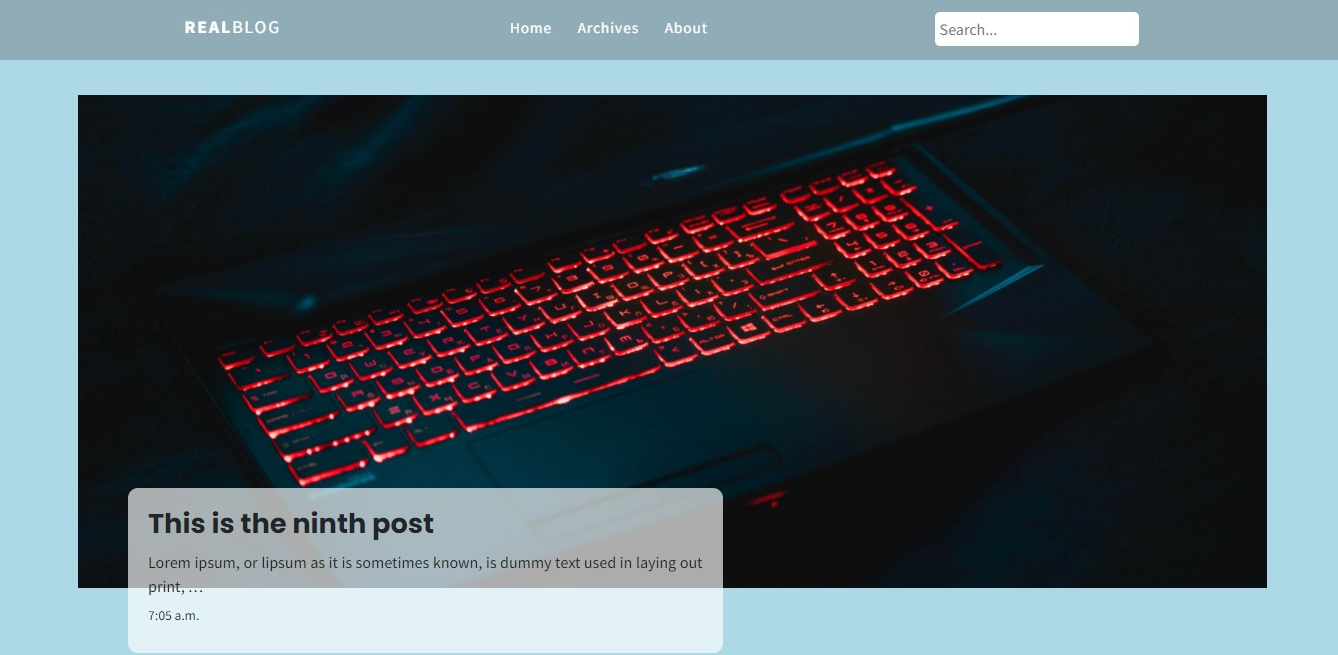 REALBLOG
Home Archives About
Search...
This is the ninth post
Lorem ipsum, or lipsum as it is sometimes known, is dummy text used in laying out
print, …
7:05 a.m.